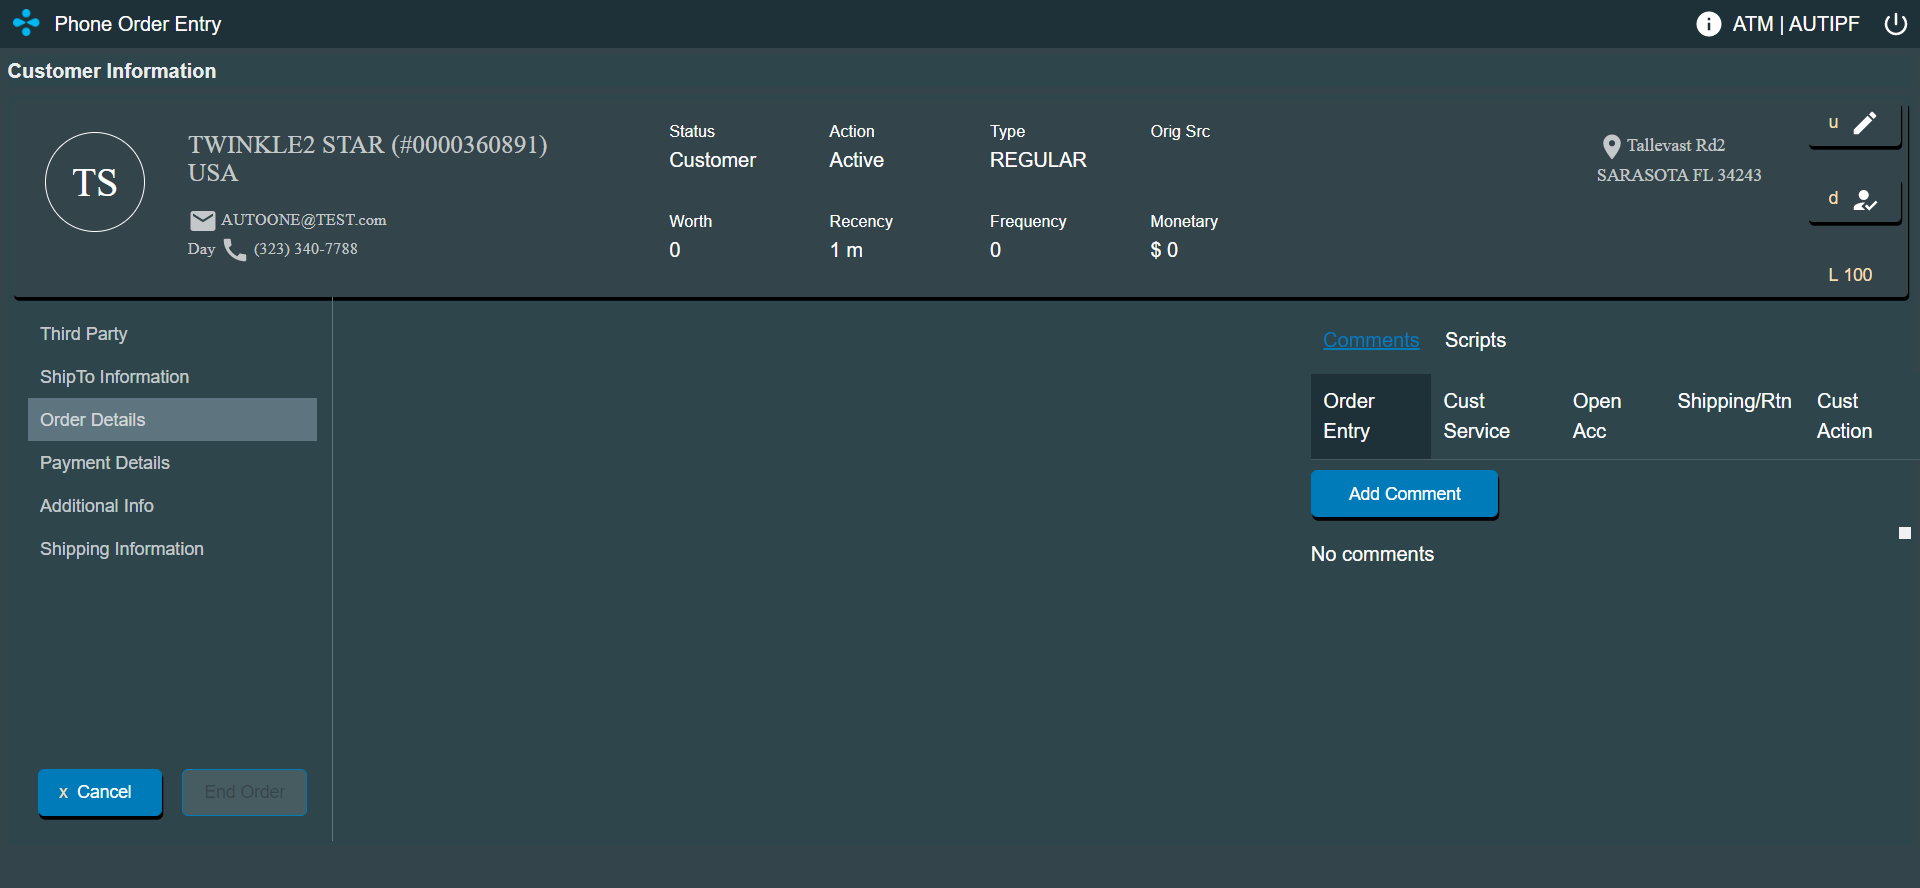 Phone Order Entry
ATM | AUTIPF
Customer Information
TS
TWINKLE2 STAR (#0000360891)
USA
AUTOONE@TEST.com
Day (323) 340-7788
Status
Customer
Action
Active
Type
REGULAR
Orig Src
Worth
0
Recency
1 m
Frequency
0
Monetary
$ 0
Tallevast Rd2
SARASOTA FL 34243
u
d
L 100
Third Party
ShipTo Information
Order Details
Payment Details
Additional Info
Shipping Information
x Cancel
End Order
Comments
Scripts
Order
Entry
Cust
Service
Open
Acc
Shipping/Rtn
Cust
Action
Add Comment
No comments